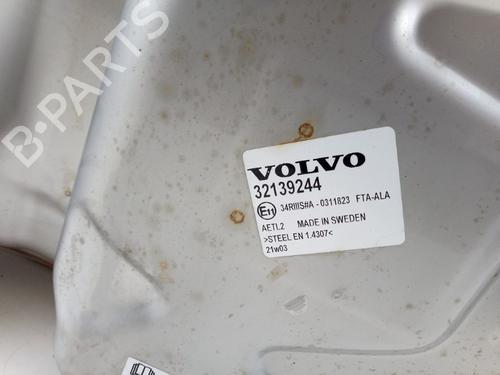 B-PARTS
VOLVO
32139244
E11 34RIIIS#A - 0311823 FTA-ALA
AETL2 MADE IN SWEDEN
>STEEL EN 1.4307<
21w03